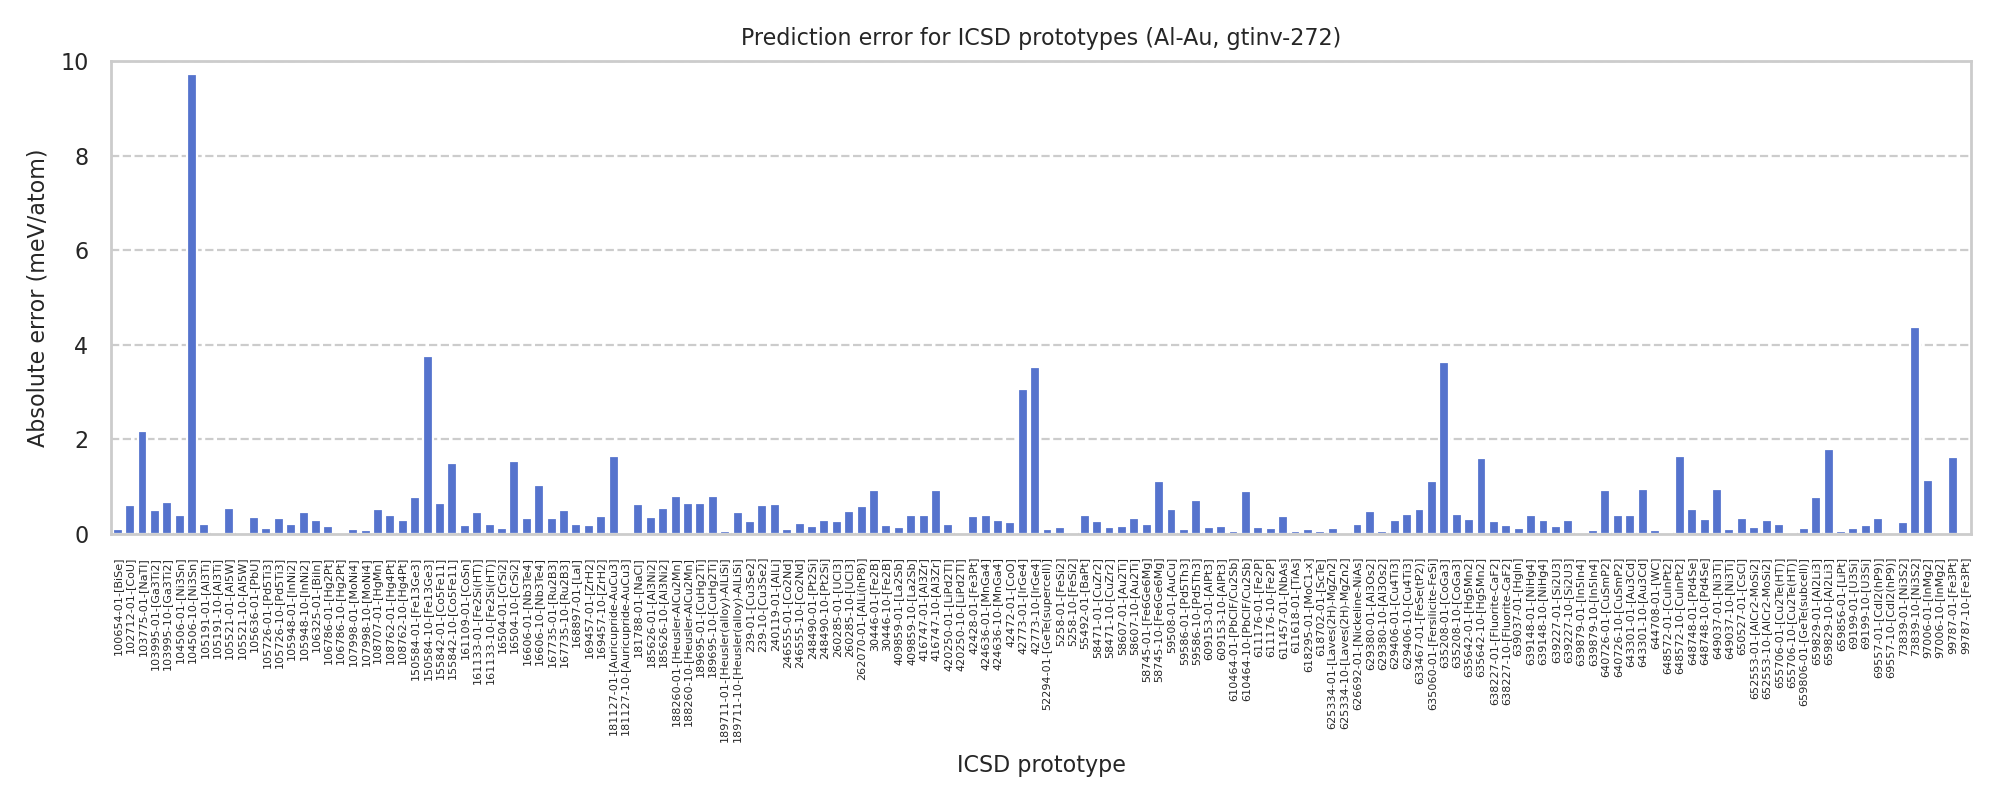 Prediction error for ICSD prototypes (Al-Au, gtinv-272)
Absolute error (meV/atom)
10
8
6
4
2
0
100654-01-[BiSe]
102712-01-[CoU]
103775-01-[NaTl]
103995-01-[Ga3Ti2]
103995-10-[Ga3Ti2]
104506-01-[Ni3Sn]
104506-10-[Ni3Sn]
105191-01-[Al3Ti]
105191-10-[Al3Ti]
105521-01-[Al5W]
105521-10-[Al5W]
105636-01-[PbU]
105726-01-[Pd5Ti3]
105726-10-[Pd5Ti3]
105948-01-[InNi2]
105948-10-[InNi2]
106325-01-[BiIn]
106786-01-[Hg2Pt]
106786-10-[Hg2Pt]
107998-01-[MoNi4]
107998-10-[MoNi4]
108707-01-[HgMn]
108762-01-[Hg4Pt]
108762-10-[Hg4Pt]
150584-01-[Fe13Ge3]
150584-10-[Fe13Ge3]
155842-01-[Co5Fe11]
155842-10-[Co5Fe11]
161109-01-[CoSn]
161133-01-[Fe2Si(HT)]
161133-10-[Fe2Si(HT)]
16504-01-[CrSi2]
16504-10-[CrSi2]
16606-01-[Nb3Te4]
16606-10-[Nb3Te4]
167735-01-[Ru2B3]
167735-10-[Ru2B3]
168897-01-[LaI]
169457-01-[ZrH2]
169457-10-[ZrH2]
181127-01-[Auricupride-AuCu3]
181127-10-[Auricupride-AuCu3]
181788-01-[NaCl]
185626-01-[Al3Ni2]
185626-10-[Al3Ni2]
188260-01-[Heusler-AlCu2Mn]
188260-10-[Heusler-AlCu2Mn]
189695-01-[CuHg2Ti]
189695-10-[CuHg2Ti]
189711-01-[Heusler(alloy)-AlLiSi]
189711-10-[Heusler(alloy)-AlLiSi]
239-01-[Cu3Se2]
239-10-[Cu3Se2]
240119-01-[AlLi]
246555-01-[Co2Nd]
246555-10-[Co2Nd]
248490-01-[Pt2Si]
248490-10-[Pt2Si]
260285-01-[UCl3]
260285-10-[UCl3]
262070-01-[AlLi(hP8)]
30446-01-[Fe2B]
30446-10-[Fe2B]
409859-01-[La2Sb]
409859-10-[La2Sb]
416747-01-[Al3Zr]
416747-10-[Al3Zr]
420250-01-[LiPd2Tl]
420250-10-[LiPd2Tl]
42428-01-[Fe3Pt]
424636-01-[MnGa4]
424636-10-[MnGa4]
42472-01-[CoO]
42773-01-[IrGe4]
42773-10-[IrGe4]
52294-01-[GeTe(supercell)]
5258-01-[FeSi2]
5258-10-[FeSi2]
55492-01-[BaPt]
58471-01-[CuZr2]
58471-10-[CuZr2]
58607-01-[Au2Ti]
58607-10-[Au2Ti]
58745-01-[Fe6Ge6Mg]
58745-10-[Fe6Ge6Mg]
59508-01-[AuCu]
59586-01-[Pd5Th3]
59586-10-[Pd5Th3]
609153-01-[AlPt3]
609153-10-[AlPt3]
610464-01-[PbClF/Cu2Sb]
610464-10-[PbClF/Cu2Sb]
611176-01-[Fe2P]
611176-10-[Fe2P]
611457-01-[NbAs]
611618-01-[TiAs]
618295-01-[MoC1-x]
618702-01-[ScTe]
625334-01-[Laves(2H)-MgZn2]
625334-10-[Laves(2H)-MgZn2]
626692-01-[Nickeline-NiAs]
629380-01-[Al3Os2]
629380-10-[Al3Os2]
629406-01-[Cu4Ti3]
629406-10-[Cu4Ti3]
633467-01-[FeSe(tP2)]
635060-01-[Fersilicite-FeSi]
635208-01-[CoGa3]
635208-10-[CoGa3]
635642-01-[Hg5Mn2]
635642-10-[Hg5Mn2]
638227-01-[Fluorite-CaF2]
638227-10-[Fluorite-CaF2]
639037-01-[HgIn]
639148-01-[NiHg4]
639148-10-[NiHg4]
639227-01-[Si2U3]
639227-10-[Si2U3]
639879-01-[In5In4]
639879-10-[In5In4]
640726-01-[CuSmP2]
640726-10-[CuSmP2]
643301-01-[Au3Cd]
643301-10-[Au3Cd]
644708-01-[WC]
648572-01-[CuInPt2]
648572-10-[CuInPt2]
648748-01-[Pd4Se]
648748-10-[Pd4Se]
649037-01-[Ni3Ti]
649037-10-[Ni3Ti]
650527-01-[CsCl]
652553-01-[AlCr2-MoSi2]
652553-10-[AlCr2-MoSi2]
655706-01-[Cu2Te(HT)]
655706-10-[Cu2Te(HT)]
659806-01-[GeTe(subcell)]
659829-01-[Al2Li3]
659829-10-[Al2Li3]
659856-01-[LiPt]
69199-01-[U3Si]
69199-10-[U3Si]
69557-01-[CdI2(hP9)]
69557-10-[CdI2(hP9)]
73839-01-[Ni3S2]
73839-10-[Ni3S2]
97006-01-[InMg2]
97006-10-[InMg2]
99787-01-[Fe3Pt]
99787-10-[Fe3Pt]
ICSD prototype